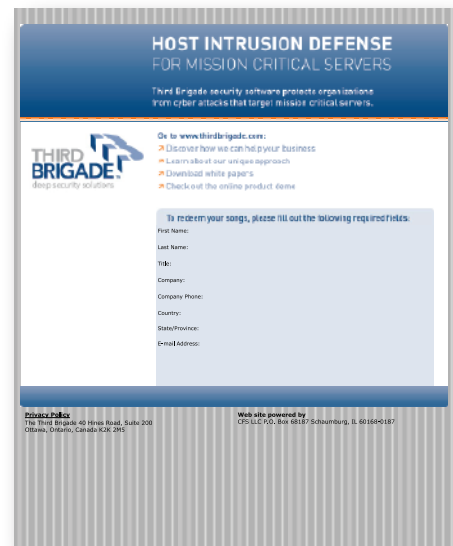 HOST INTRUSION DEFENSE
FOR MISSION CRITICAL SERVERS
Third Brigade security software protects organizations
from cyber attacks that target mission critical servers.
THIRD
BRIGADE
deep security solutions
Go to www.thirdbrigade.com:
Discover how we can help your business
Learn about our unique approach
Download white papers
Check out the online product demo
To redeem your songs, please fill out the following required fields:
First Name:
Last Name:
Title:
Company:
Company Phone:
Country:
State/Province:
E-mail Address:
Privacy Policy
The Third Brigade 40 Hines Road, Suite 200
Ottawa, Ontario, Canada K2K 2M5
Web site powered by
CFS LLC P.O. Box 68187 Schaumburg, IL 60168-0187